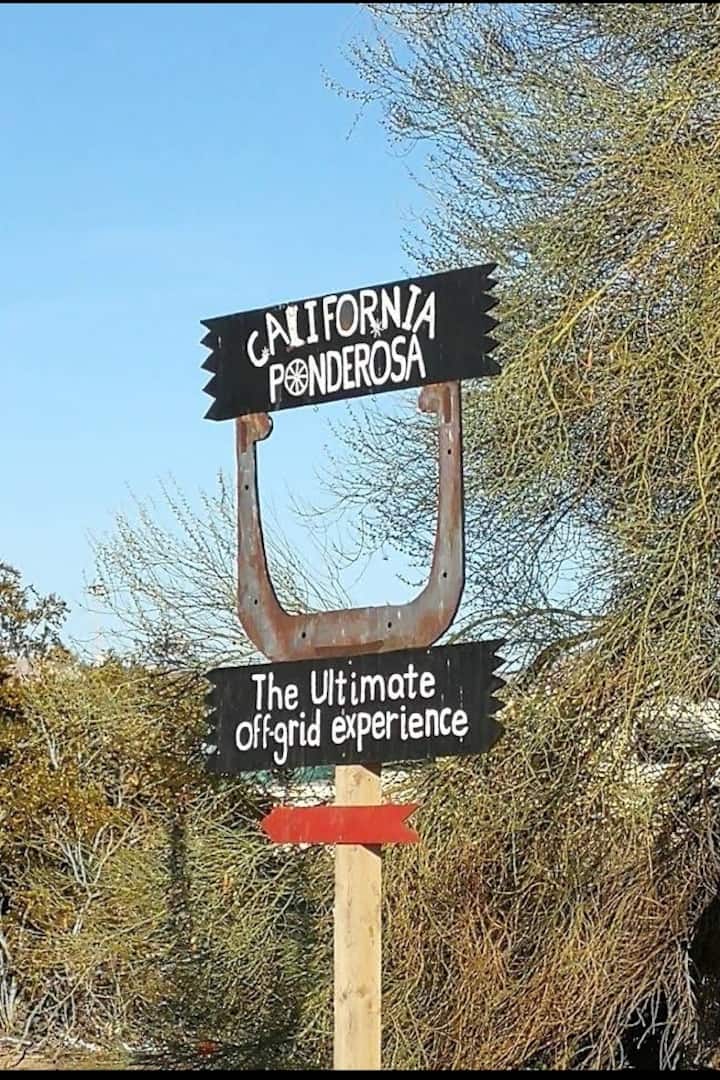 CALIFORNIA
PONDEROSA
The Ultimate
off-grid experience